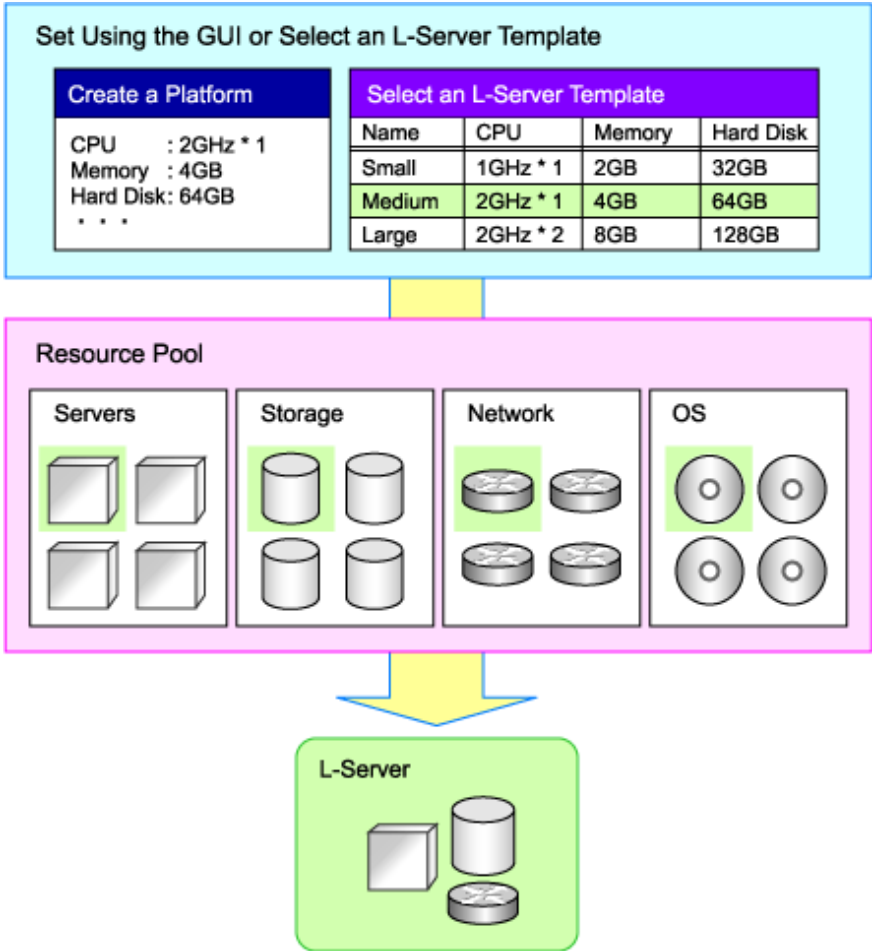 Set Using the GUI or Select an L-Server Template
Create a Platform
CPU : 2GHz * 1
Memory : 4GB
Hard Disk: 64GB
・ ・ ・
Select an L-Server Template
Name CPU Memory Hard Disk
Small 1GHz * 1 2GB 32GB
Medium 2GHz * 1 4GB 64GB
Large 2GHz * 2 8GB 128GB
Resource Pool
Servers Storage Network OS
L-Server